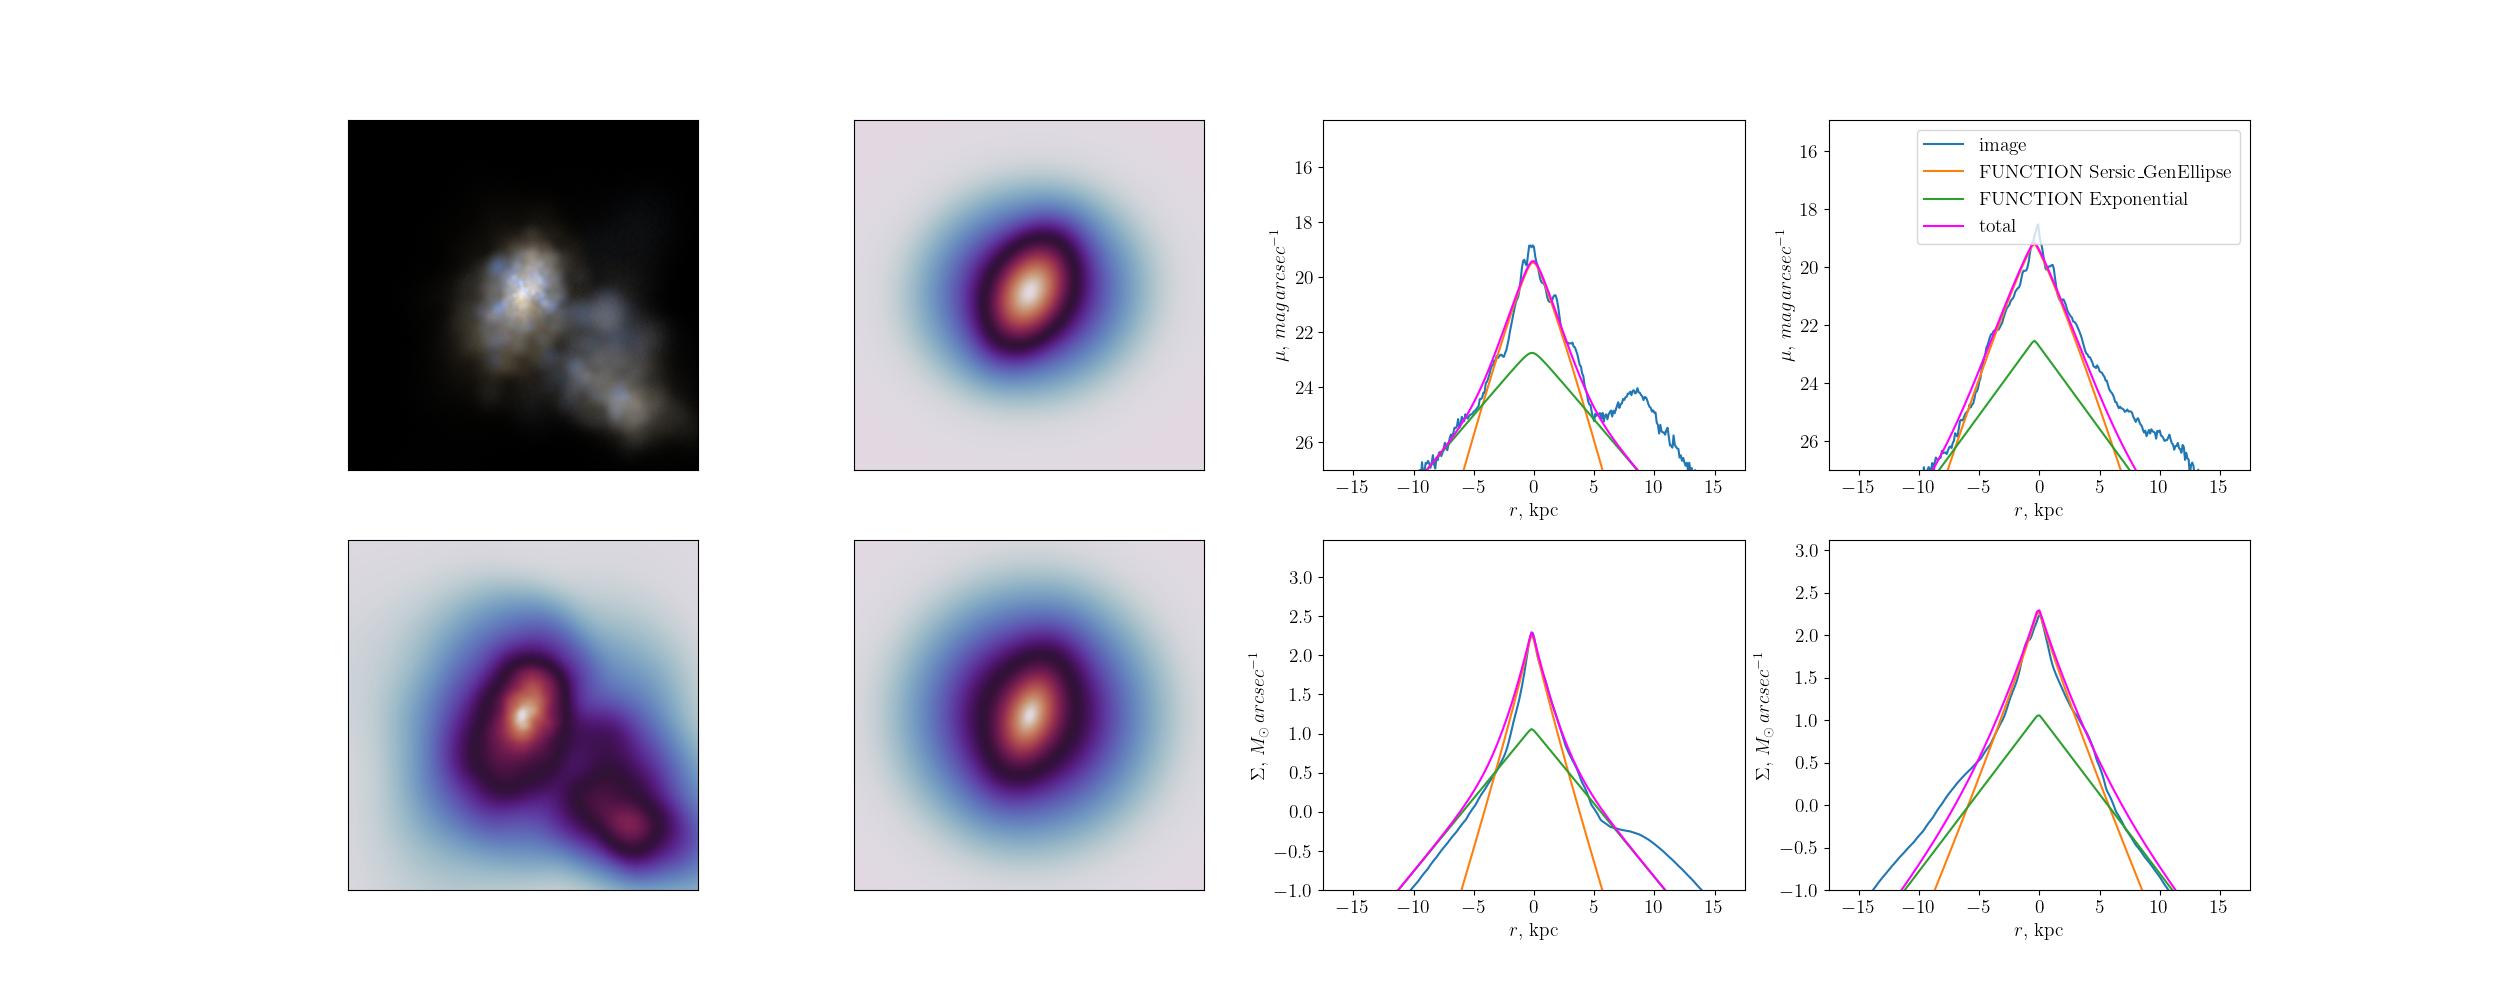 16
18
20
22
24
26
μ, mag arcsec⁻¹
−15 −10 −5 0 5 10 15
r, kpc
16
18
20
22
24
26
μ, mag arcsec⁻¹
image
FUNCTION Sersic_GenEllipse
FUNCTION Exponential
total
−15 −10 −5 0 5 10 15
r, kpc
3.0
2.5
2.0
1.5
1.0
0.5
0.0
−0.5
−1.0
Σ, M⊙ arcsec⁻¹
−15 −10 −5 0 5 10 15
r, kpc
3.0
2.5
2.0
1.5
1.0
0.5
0.0
−0.5
−1.0
Σ, M⊙ arcsec⁻¹
−15 −10 −5 0 5 10 15
r, kpc